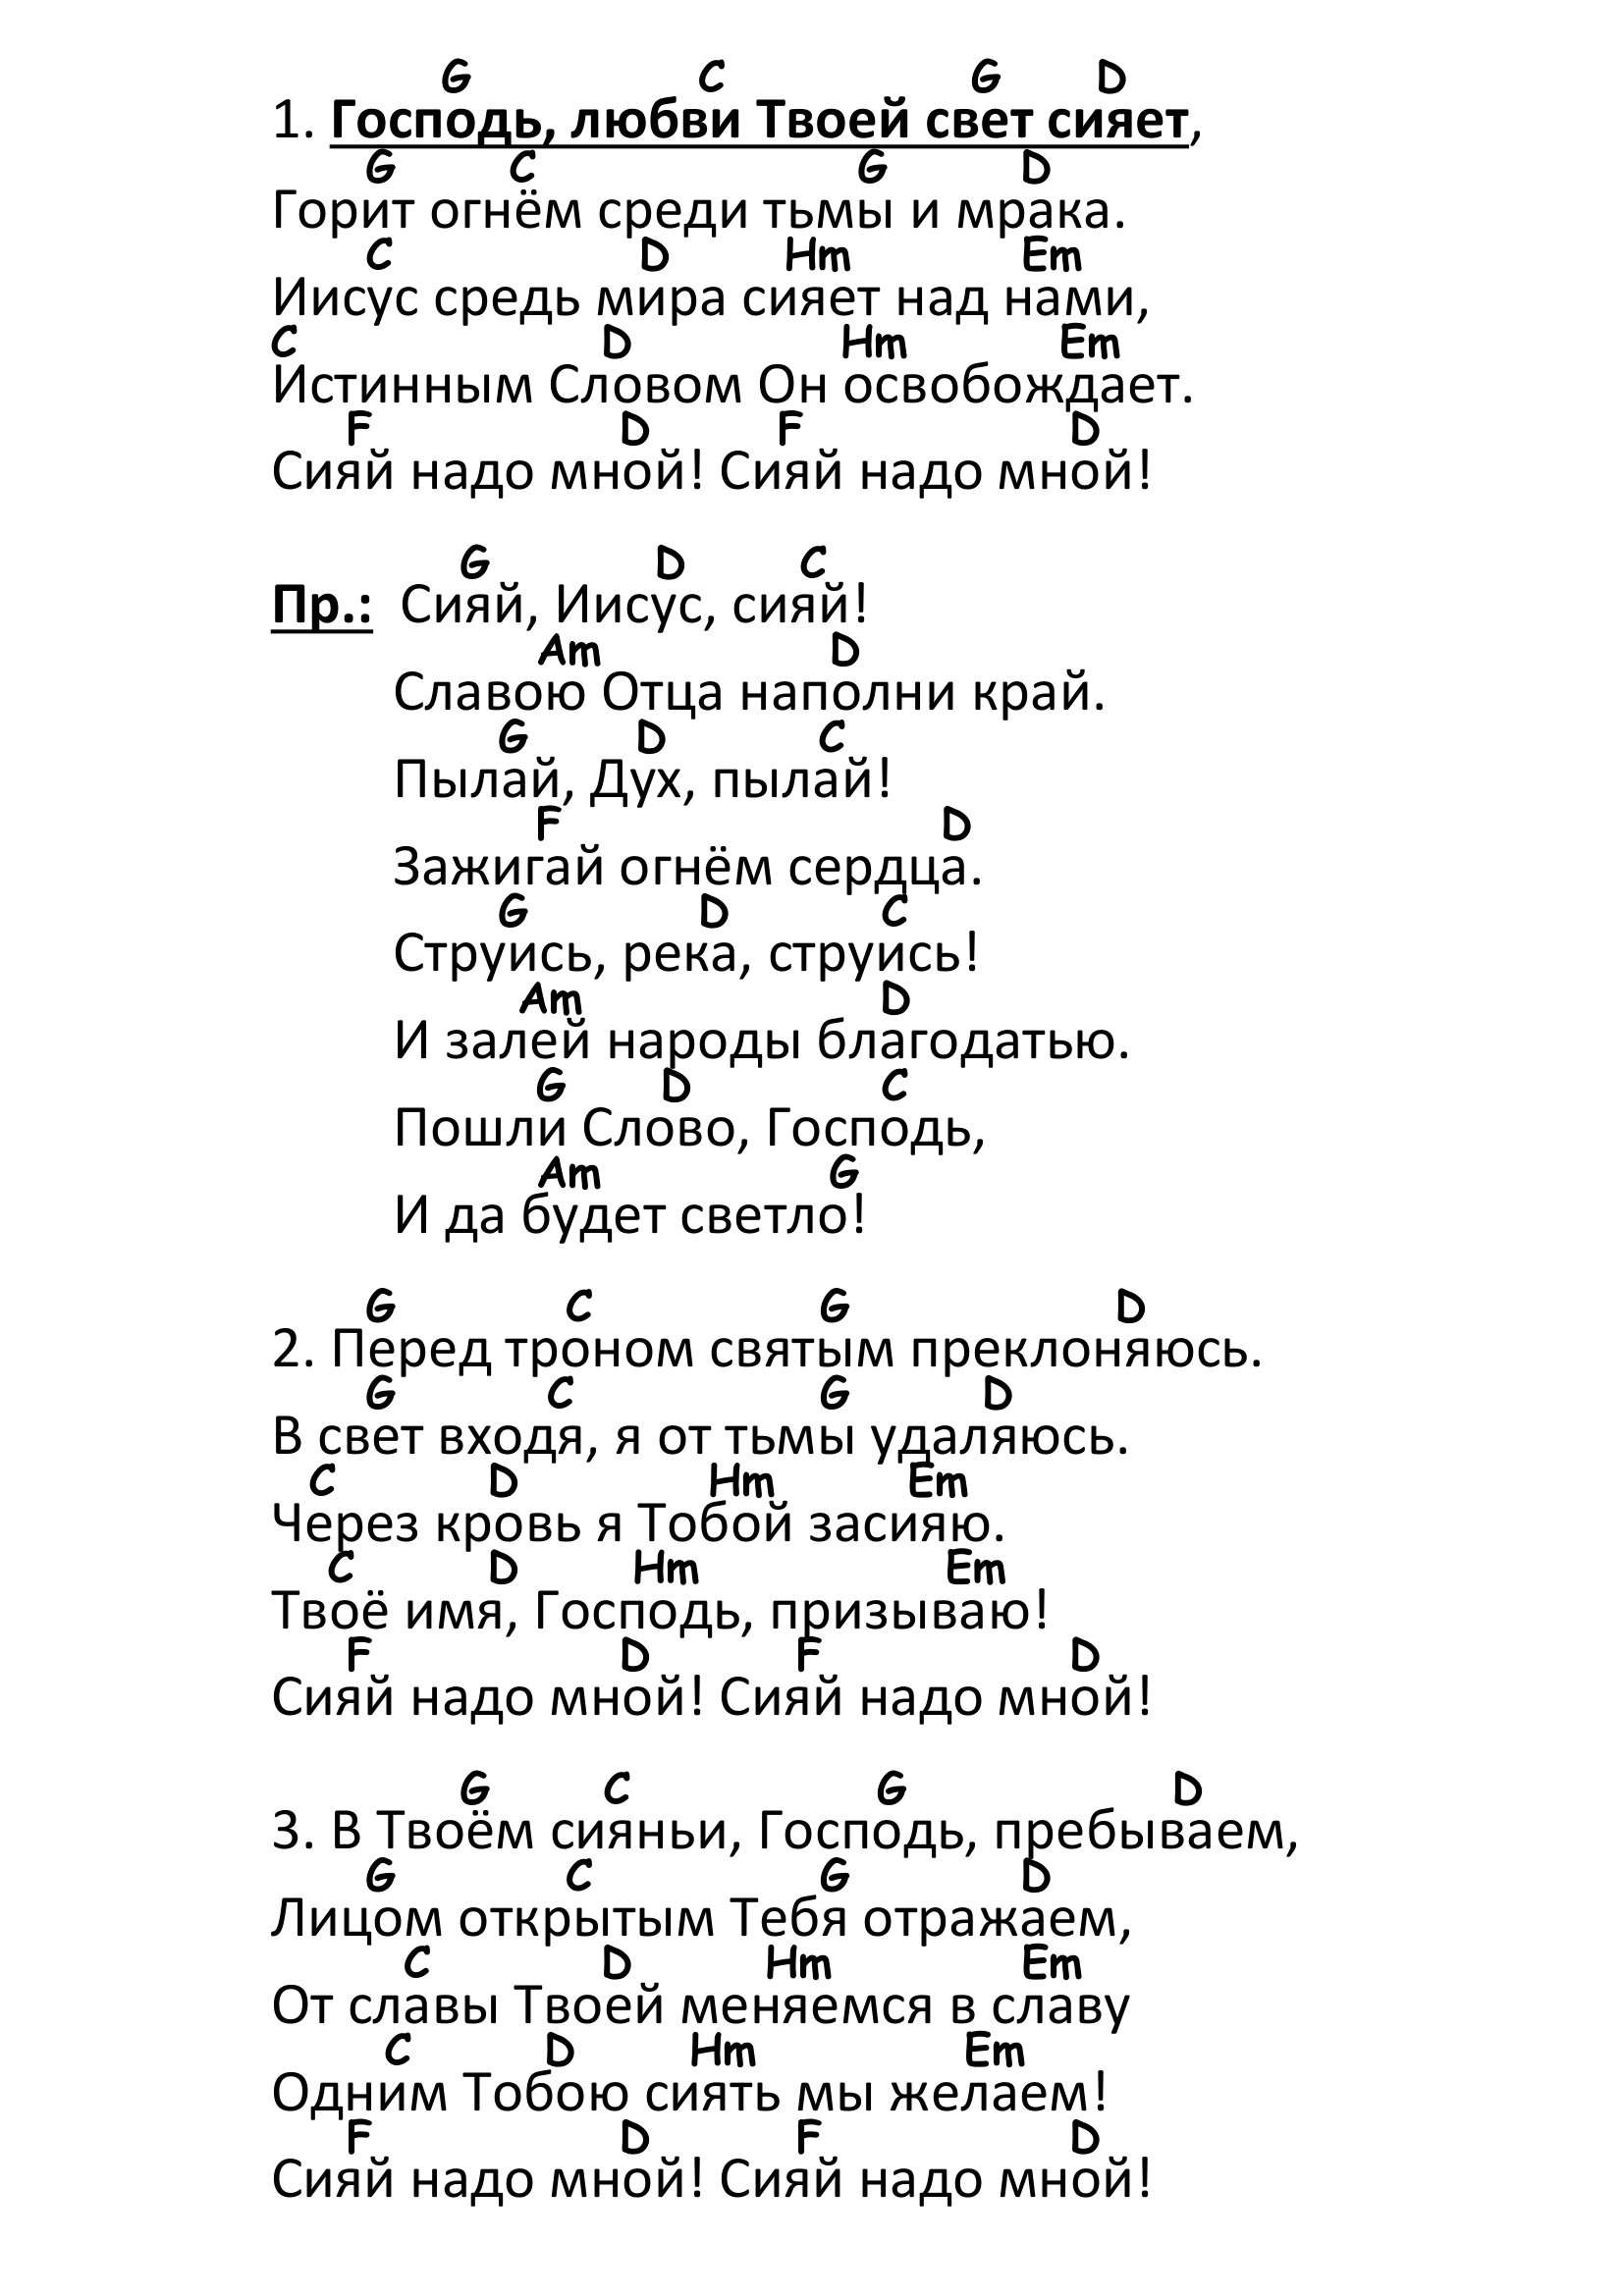 G C G D
1. Господь, любви Твоей свет сияет,
G C G D
Горит огнём среди тьмы и мрака.
C D Hm Em
Иисус средь мира сияет над нами,
C D Hm Em
Истинным Словом Он освобождает.
F D F D
Сияй надо мной! Сияй надо мной!
G D C
Пр.: Сияй, Иисус, сияй!
Am D
Славою Отца наполни край.
G D C
Пылай, Дух, пылай!
F D
Зажигай огнём сердца.
G D C
Струись, река, струись!
Am D
И залей народы благодатью.
G D C
Пошли Слово, Господь,
Am G
И да будет светло!
G C G D
2. Перед троном святым преклоняюсь.
G C G D
В свет входя, я от тьмы удаляюсь.
C D Hm Em
Через кровь я Тобой засияю.
C D Hm Em
Твоё имя, Господь, призываю!
F D F D
Сияй надо мной! Сияй надо мной!
G C G D
3. В Твоём сияньи, Господь, пребываем,
G C G D
Лицом открытым Тебя отражаем,
C D Hm Em
От славы Твоей меняемся в славу
C D Hm Em
Одним Тобою сиять мы желаем!
F D F D
Сияй надо мной! Сияй надо мной!